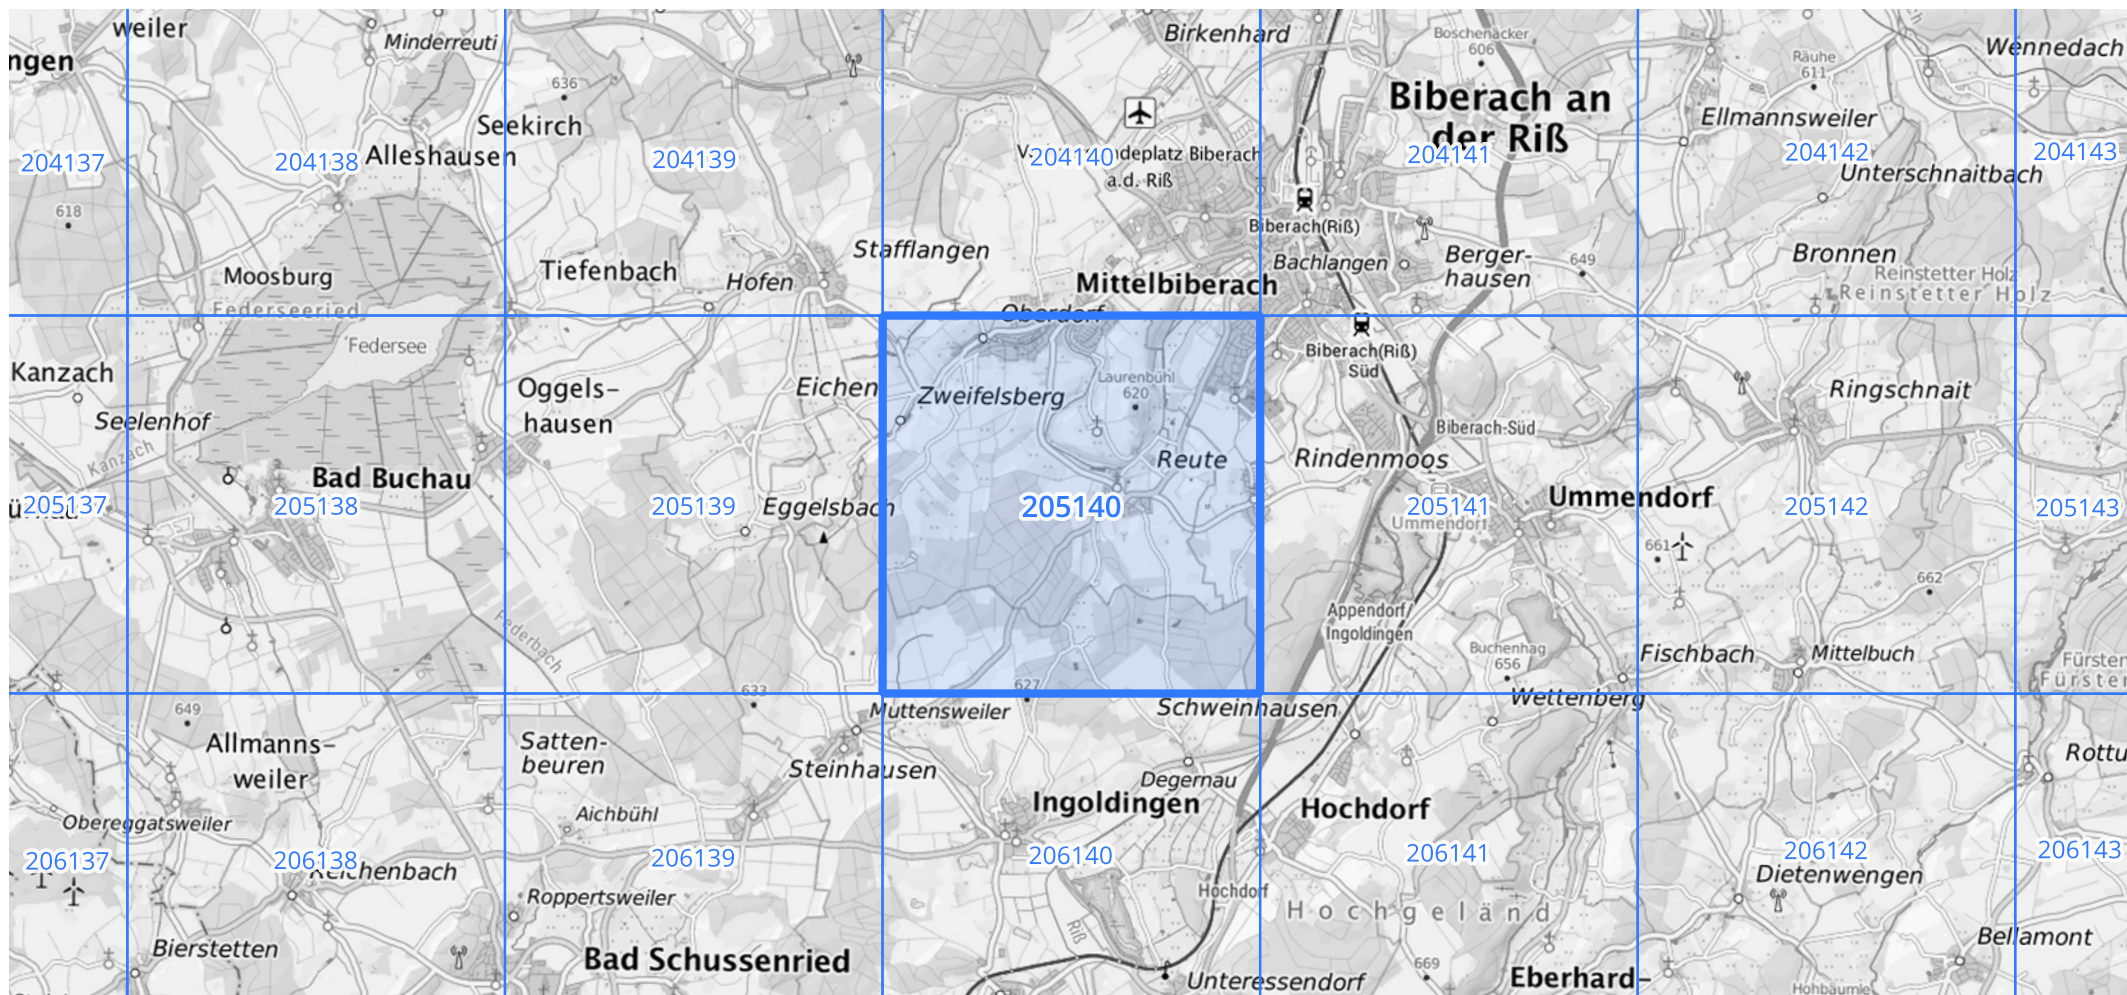 weiler
Minderreuti
Birkenhard
Boschenacker
606
Räuhe
611
Wennedach
ngen
636
Seekirch
Biberach an
der Riß
Ellmannsweiler
Alleshausen
204137
204138
204139
204140
ndeplatz Biberach
a.d. Riß
204141
204142
204143
Unterschnaitbach
618
Biberach(Riß)
Moosburg
Federseeried
Tiefenbach
Hofen
Stafflangen
Mittelbiberach
Bachlangen
Berger-
hausen
649
Bronnen
Reinstetter Holz
Reinstetter Holz
Oberdorf
Federsee
Kanzach
Oggels-
hausen
Eichen
Zweifelsberg
Laurenbühl
620
Biberach(Riß)
Süd
Ringschnait
Seelenhof
Kanzach
Biberach-Süd
Bad Buchau
Reute
Rindenmoos
205137
205138
205139
Eggelsbach
205140
205141
Ummendorf
Ummendorf
205142
205143
661
662
Federbach
Appendorf/
Ingoldingen
Buchenhag
656
Fischbach
Mittelbuch
Fürsten
Fürsten
627
633
649
Muttensweiler
Schweinhausen
Wettenberg
Allmanns-
weiler
Satten-
beuren
Steinhausen
Degernau
Rottu
Ingoldingen
Hochdorf
Obereggatsweiler
Aichbühl
206137
206138
206139
206140
206141
206142
206143
Reichenbach
Dietenwengen
Roppertsweiler
Hochdorf
Hochgeländ
Riß
Bierstetten
Bad Schussenried
Bellamont
Unteressendorf
669
Eberhard-
Hohbäumle